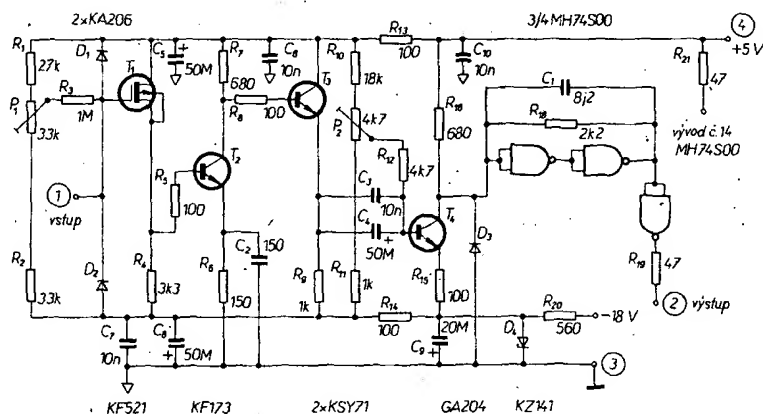 2×KA206
3/4 MH74S00
R1
27k
D1
C5
50M
R7
680
C6
10n
R10
18k
R13
100
C10
10n
4
+5 V
R21
47
vývod č.14
MH74S00
T1
T3
R3
1M
P1
33k
R8
100
P2
4k7
R16
680
C1
8j2
R18
2k2
T2
R12
4k7
1
vstup
R5
100
C3
10n
C4
50M
T4
D3
R19
47
2
výstup
R2
33k
D2
R4
3k3
R6
150
C2
150
R9
1k
R11
1k
R15
100
R14
100
R20
560
-18 V
C7
10n
C8
50M
20M
C9
D4
3
KF521
KF173
2×KSY71
GA204
KZ141